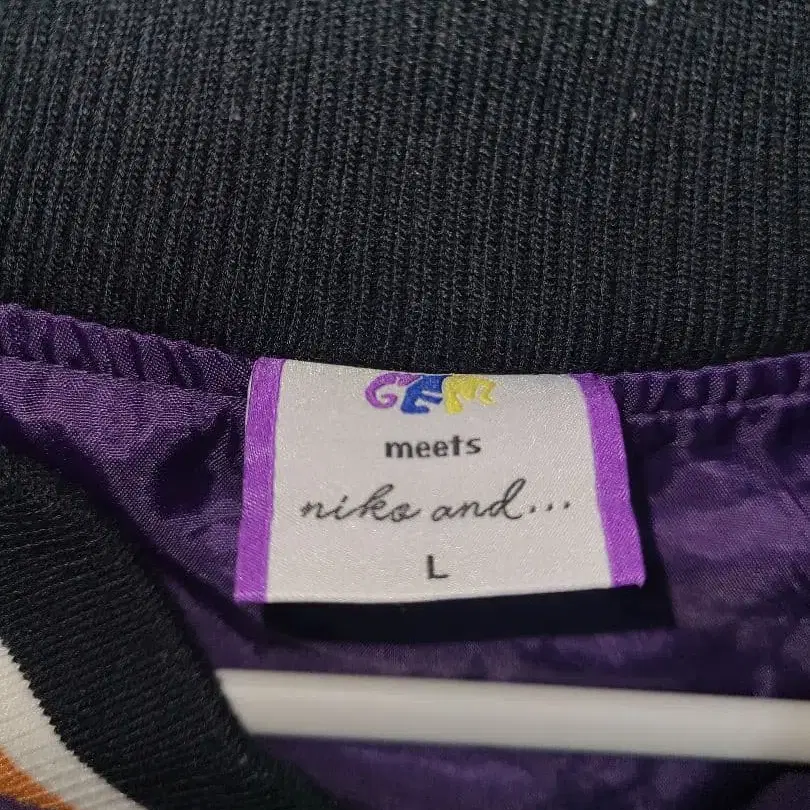 GEM
meets
niko and...
L